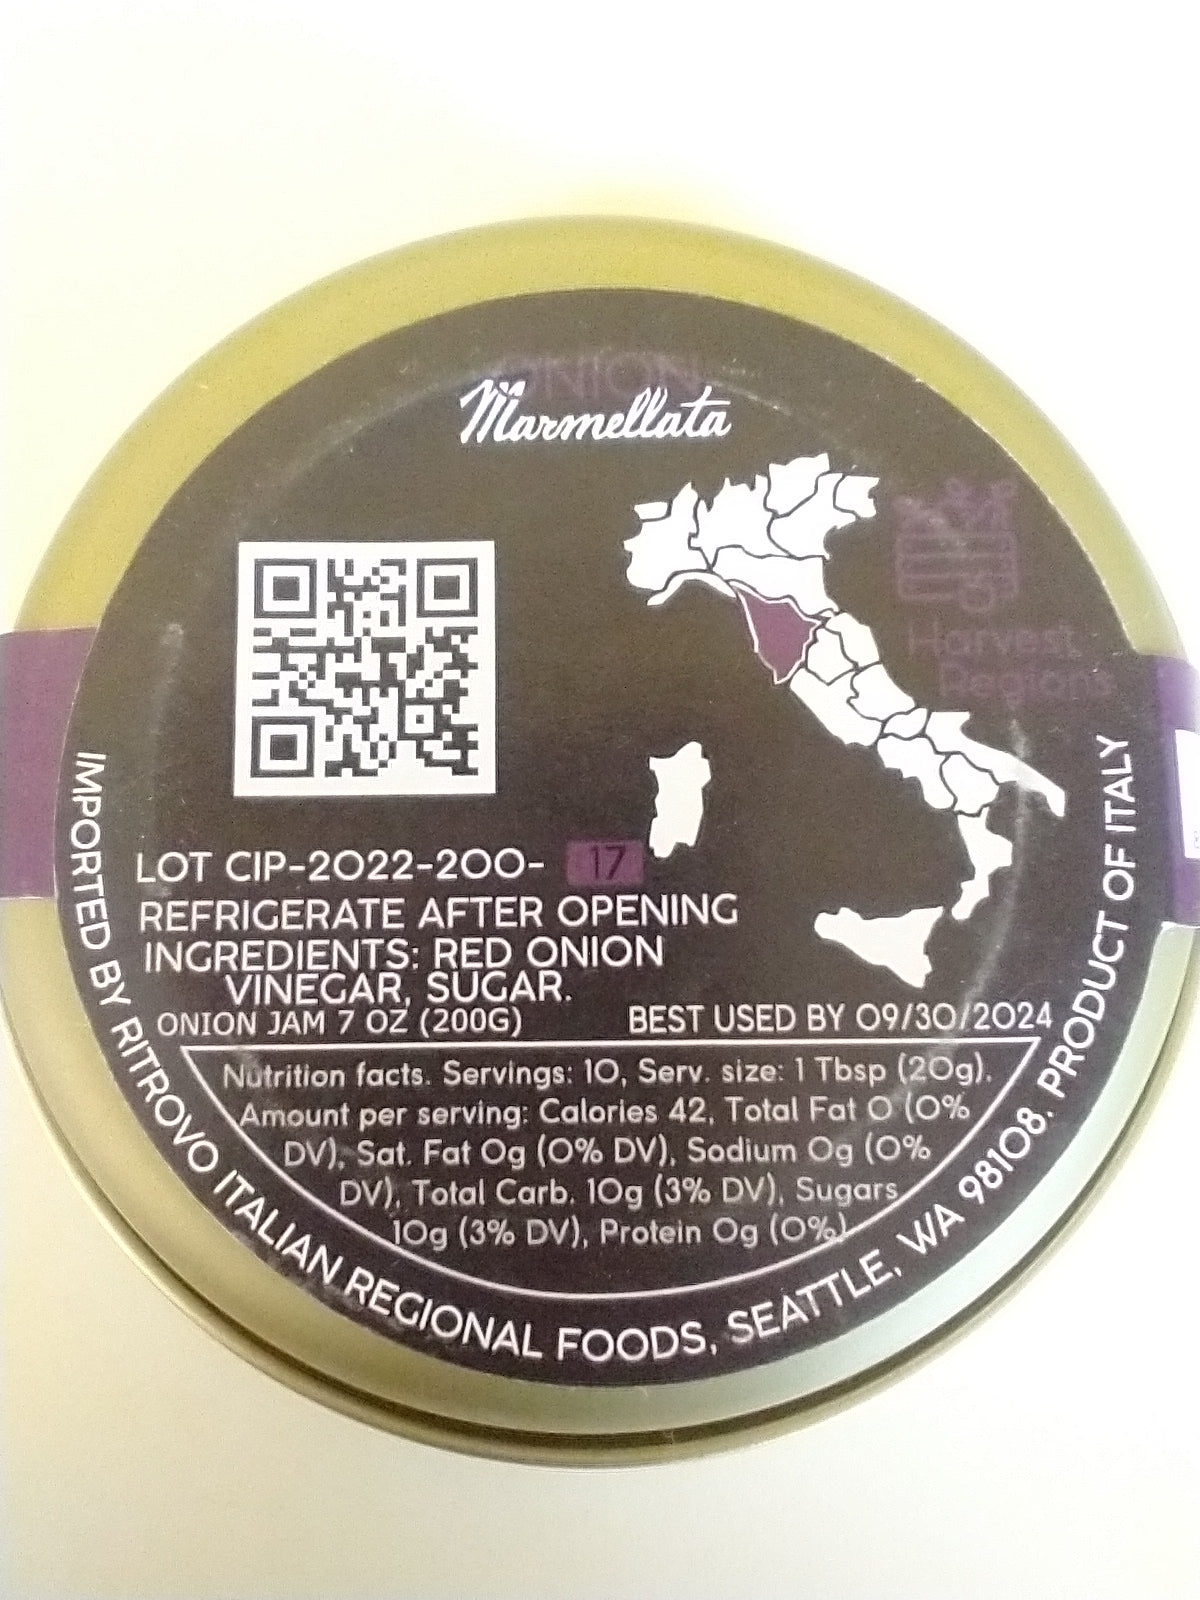 ONION
Marmellata
Harvest
Regions
LOT CIP-2022-200- 17
REFRIGERATE AFTER OPENING
INGREDIENTS: RED ONION
VINEGAR, SUGAR.
ONION JAM 7 OZ (200G)
BEST USED BY 09/30/2024
Nutrition facts. Servings: 10, Serv. size: 1 Tbsp (20g).
Amount per serving: Calories 42, Total Fat 0 (0%
DV), Sat. Fat 0g (0% DV), Sodium 0g (0%
DV), Total Carb. 10g (3% DV), Sugars
10g (3% DV), Protein 0g (0%)
IMPORTED BY RITROVO ITALIAN REGIONAL FOODS, SEATTLE, WA 98108. PRODUCT OF ITALY